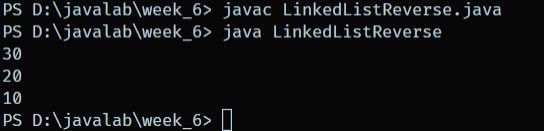 PS D:\javalab\week_6> javac LinkedListReverse.java
PS D:\javalab\week_6> java LinkedListReverse
30
20
10
PS D:\javalab\week_6>